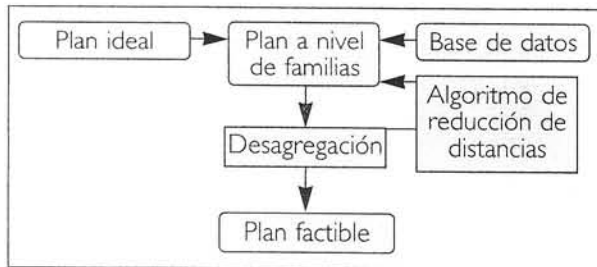 Plan ideal
Plan a nivel
de familias
Base de datos
Algoritmo de
reducción de
distancias
Desagregación
Plan factible